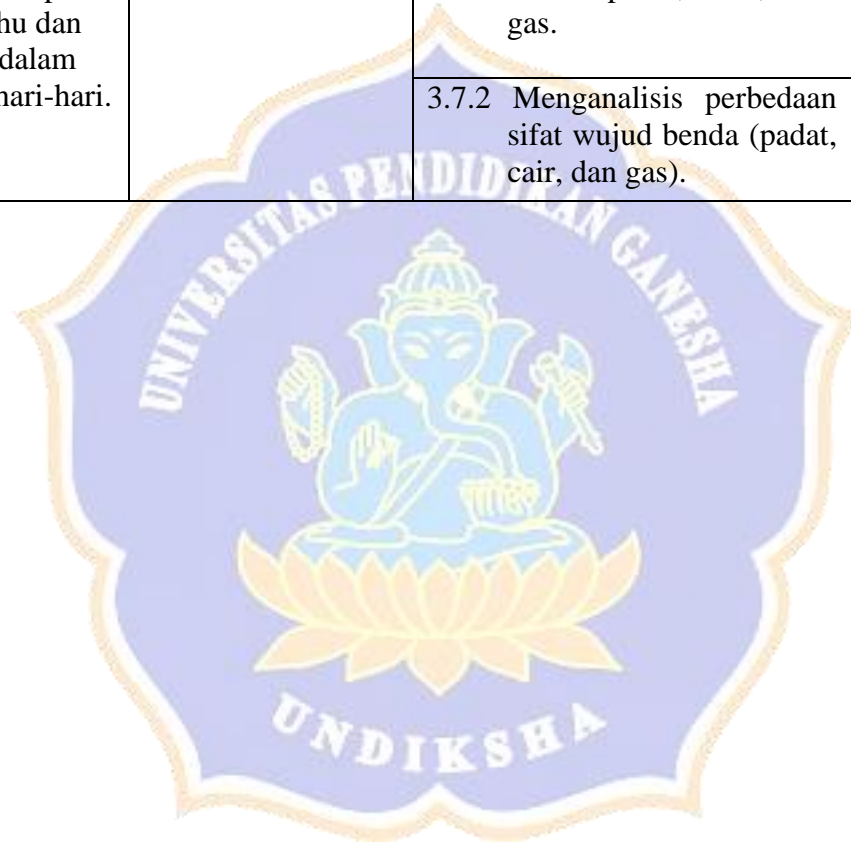 hu dan
dalam
hari-hari.
gas.
3.7.2 Menganalisis perbedaan
sifat wujud benda (padat,
cair, dan gas).
UNIVERSITAS PENDIDIKAN GANESHA
UNDIKSHA